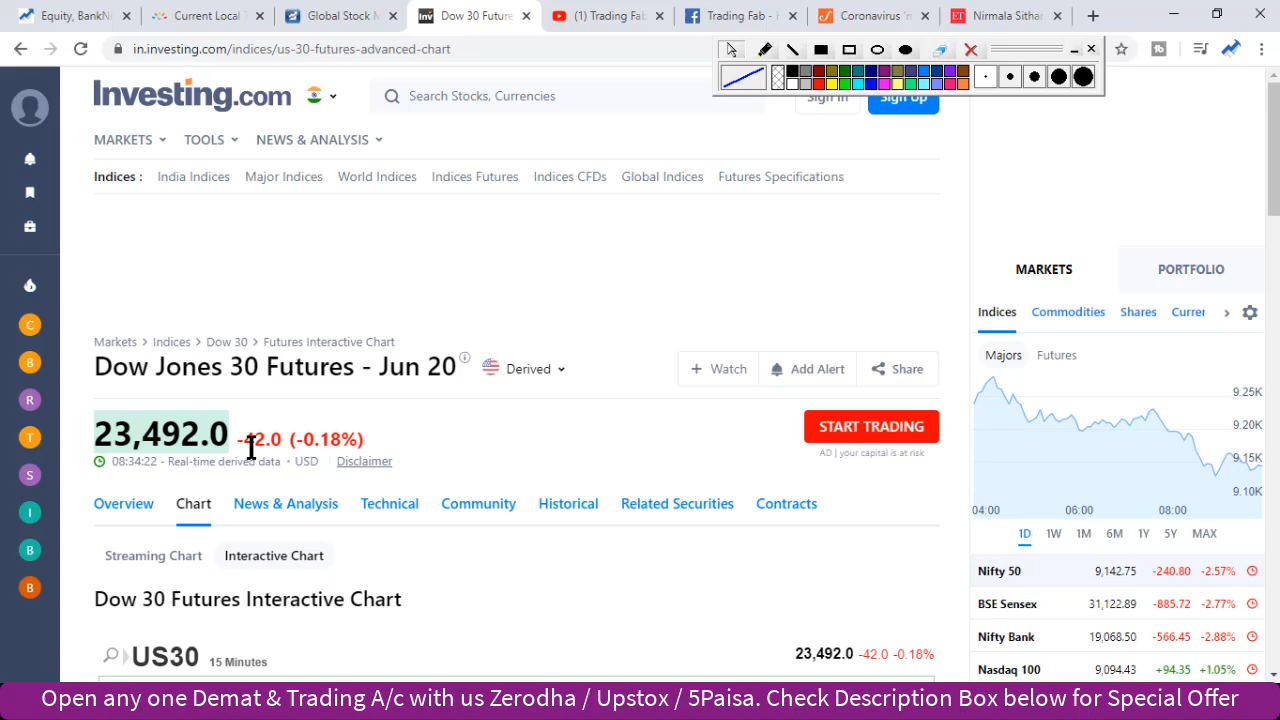 Equity, BankNi
Current Local T
Global Stock M
Dow 30 Future
(1) Trading Fab
Trading Fab - H
Coronavirus 'm
Nirmala Sithar
in.investing.com/indices/us-30-futures-advanced-chart
Investing.com
Search Stocks, Currencies
Sign In
Sign Up
MARKETS
TOOLS
NEWS & ANALYSIS
Indices :
India Indices
Major Indices
World Indices
Indices Futures
Indices CFDs
Global Indices
Futures Specifications
MARKETS
PORTFOLIO
Indices
Commodities
Shares
Currer
Majors
Futures
Markets > Indices > Dow 30 > Futures Interactive Chart
Dow Jones 30 Futures - Jun 20
Derived
+ Watch
Add Alert
Share
23,492.0 -42.0 (-0.18%)
08:34:22 - Real-time derived data • USD
Disclaimer
START TRADING
AD | your capital is at risk
Overview
Chart
News & Analysis
Technical
Community
Historical
Related Securities
Contracts
Streaming Chart
Interactive Chart
Dow 30 Futures Interactive Chart
US30 15 Minutes
23,492.0 -42.0 -0.18%
9.25K
9.20K
9.15K
9.10K
04:00 06:00 08:00
1D 1W 1M 6M 1Y 5Y MAX
Nifty 50 9,142.75 -240.80 -2.57%
BSE Sensex 31,122.89 -885.72 -2.77%
Nifty Bank 19,068.50 -566.45 -2.88%
Nasdaq 100 9,094.43 +94.35 +1.05%
C
B
R
T
S
I
B
B
Open any one Demat & Trading A/c with us Zerodha / Upstox / 5Paisa. Check Description Box below for Special Offer